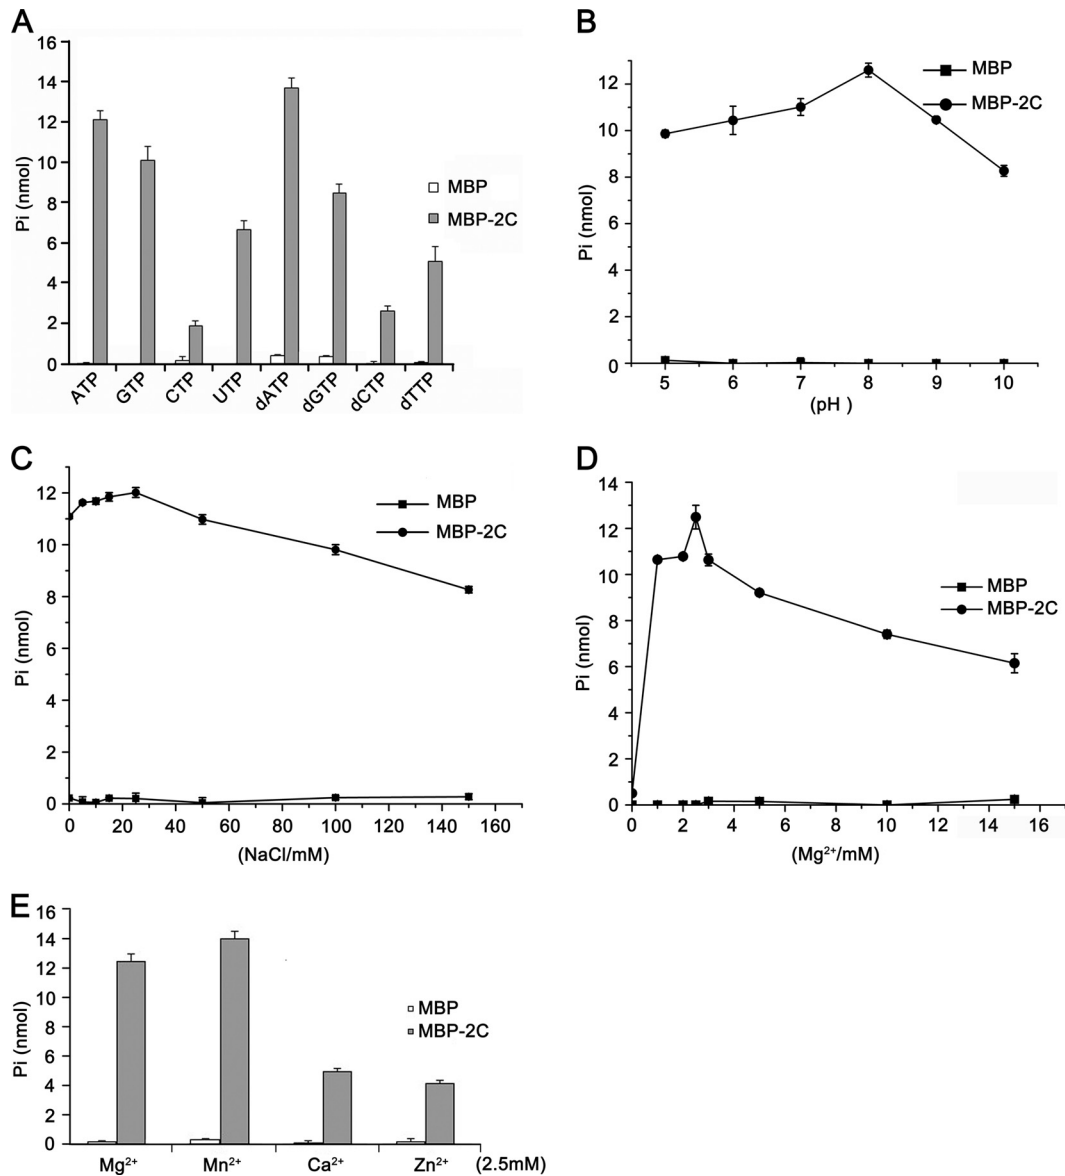 A
16
14
12
10
8
6
4
2
0
Pi (nmol)
MBP
MBP-2C
ATP GTP CTP UTP dATP dGTP dCTP dTTP
B
12
10
8
6
4
2
0
Pi (nmol)
MBP
MBP-2C
5 6 7 8 9 10
(pH )
C
12
10
8
6
4
2
0
Pi (nmol)
MBP
MBP-2C
0 20 40 60 80 100 120 140 160
(NaCl/mM)
D
14
12
10
8
6
4
2
0
Pi (nmol)
MBP
MBP-2C
0 2 4 6 8 10 12 14 16
(Mg²⁺/mM)
E
16
14
12
10
8
6
4
2
0
Pi (nmol)
MBP
MBP-2C
Mg²⁺ Mn²⁺ Ca²⁺ Zn²⁺ (2.5mM)